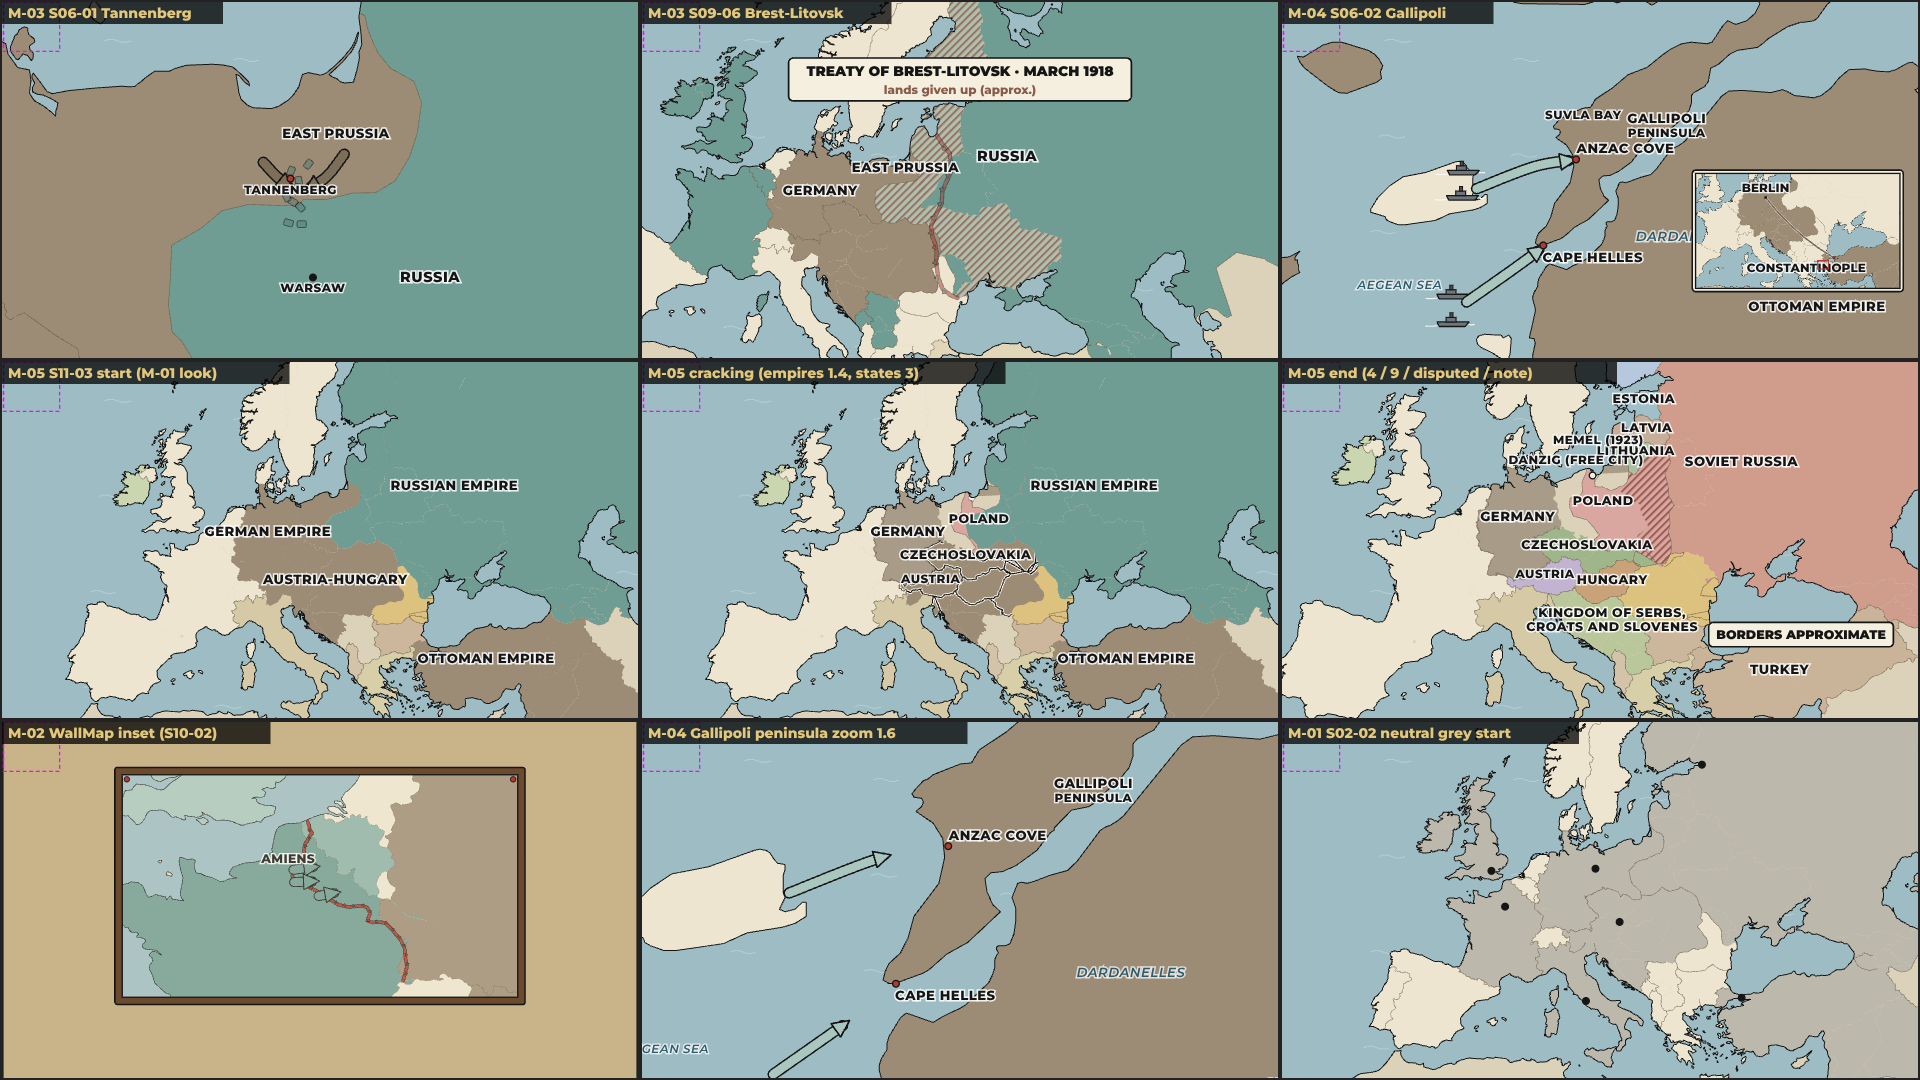 M-03 S06-01 Tannenberg
EAST PRUSSIA
TANNENBERG
WARSAW
RUSSIA
M-03 S09-06 Brest-Litovsk
TREATY OF BREST-LITOVSK · MARCH 1918
lands given up (approx.)
EAST PRUSSIA
RUSSIA
GERMANY
M-04 S06-02 Gallipoli
SUVLA BAY
GALLIPOLI
PENINSULA
ANZAC COVE
DARDA
CAPE HELLES
AEGEAN SEA
BERLIN
CONSTANTINOPLE
OTTOMAN EMPIRE
M-05 S11-03 start (M-01 look)
RUSSIAN EMPIRE
GERMAN EMPIRE
AUSTRIA-HUNGARY
OTTOMAN EMPIRE
M-05 cracking (empires 1.4, states 3)
RUSSIAN EMPIRE
POLAND
GERMANY
CZECHOSLOVAKIA
AUSTRIA
OTTOMAN EMPIRE
M-05 end (4 / 9 / disputed / note)
ESTONIA
LATVIA
MEMEL (1923)
LITHUANIA
DANZIG (FREE CITY)
SOVIET RUSSIA
POLAND
GERMANY
CZECHOSLOVAKIA
AUSTRIA
HUNGARY
KINGDOM OF SERBS,
CROATS AND SLOVENES
BORDERS APPROXIMATE
TURKEY
M-02 WallMap inset (S10-02)
AMIENS
M-04 Gallipoli peninsula zoom 1.6
GALLIPOLI
PENINSULA
ANZAC COVE
DARDANELLES
CAPE HELLES
GEAN SEA
M-01 S02-02 neutral grey start